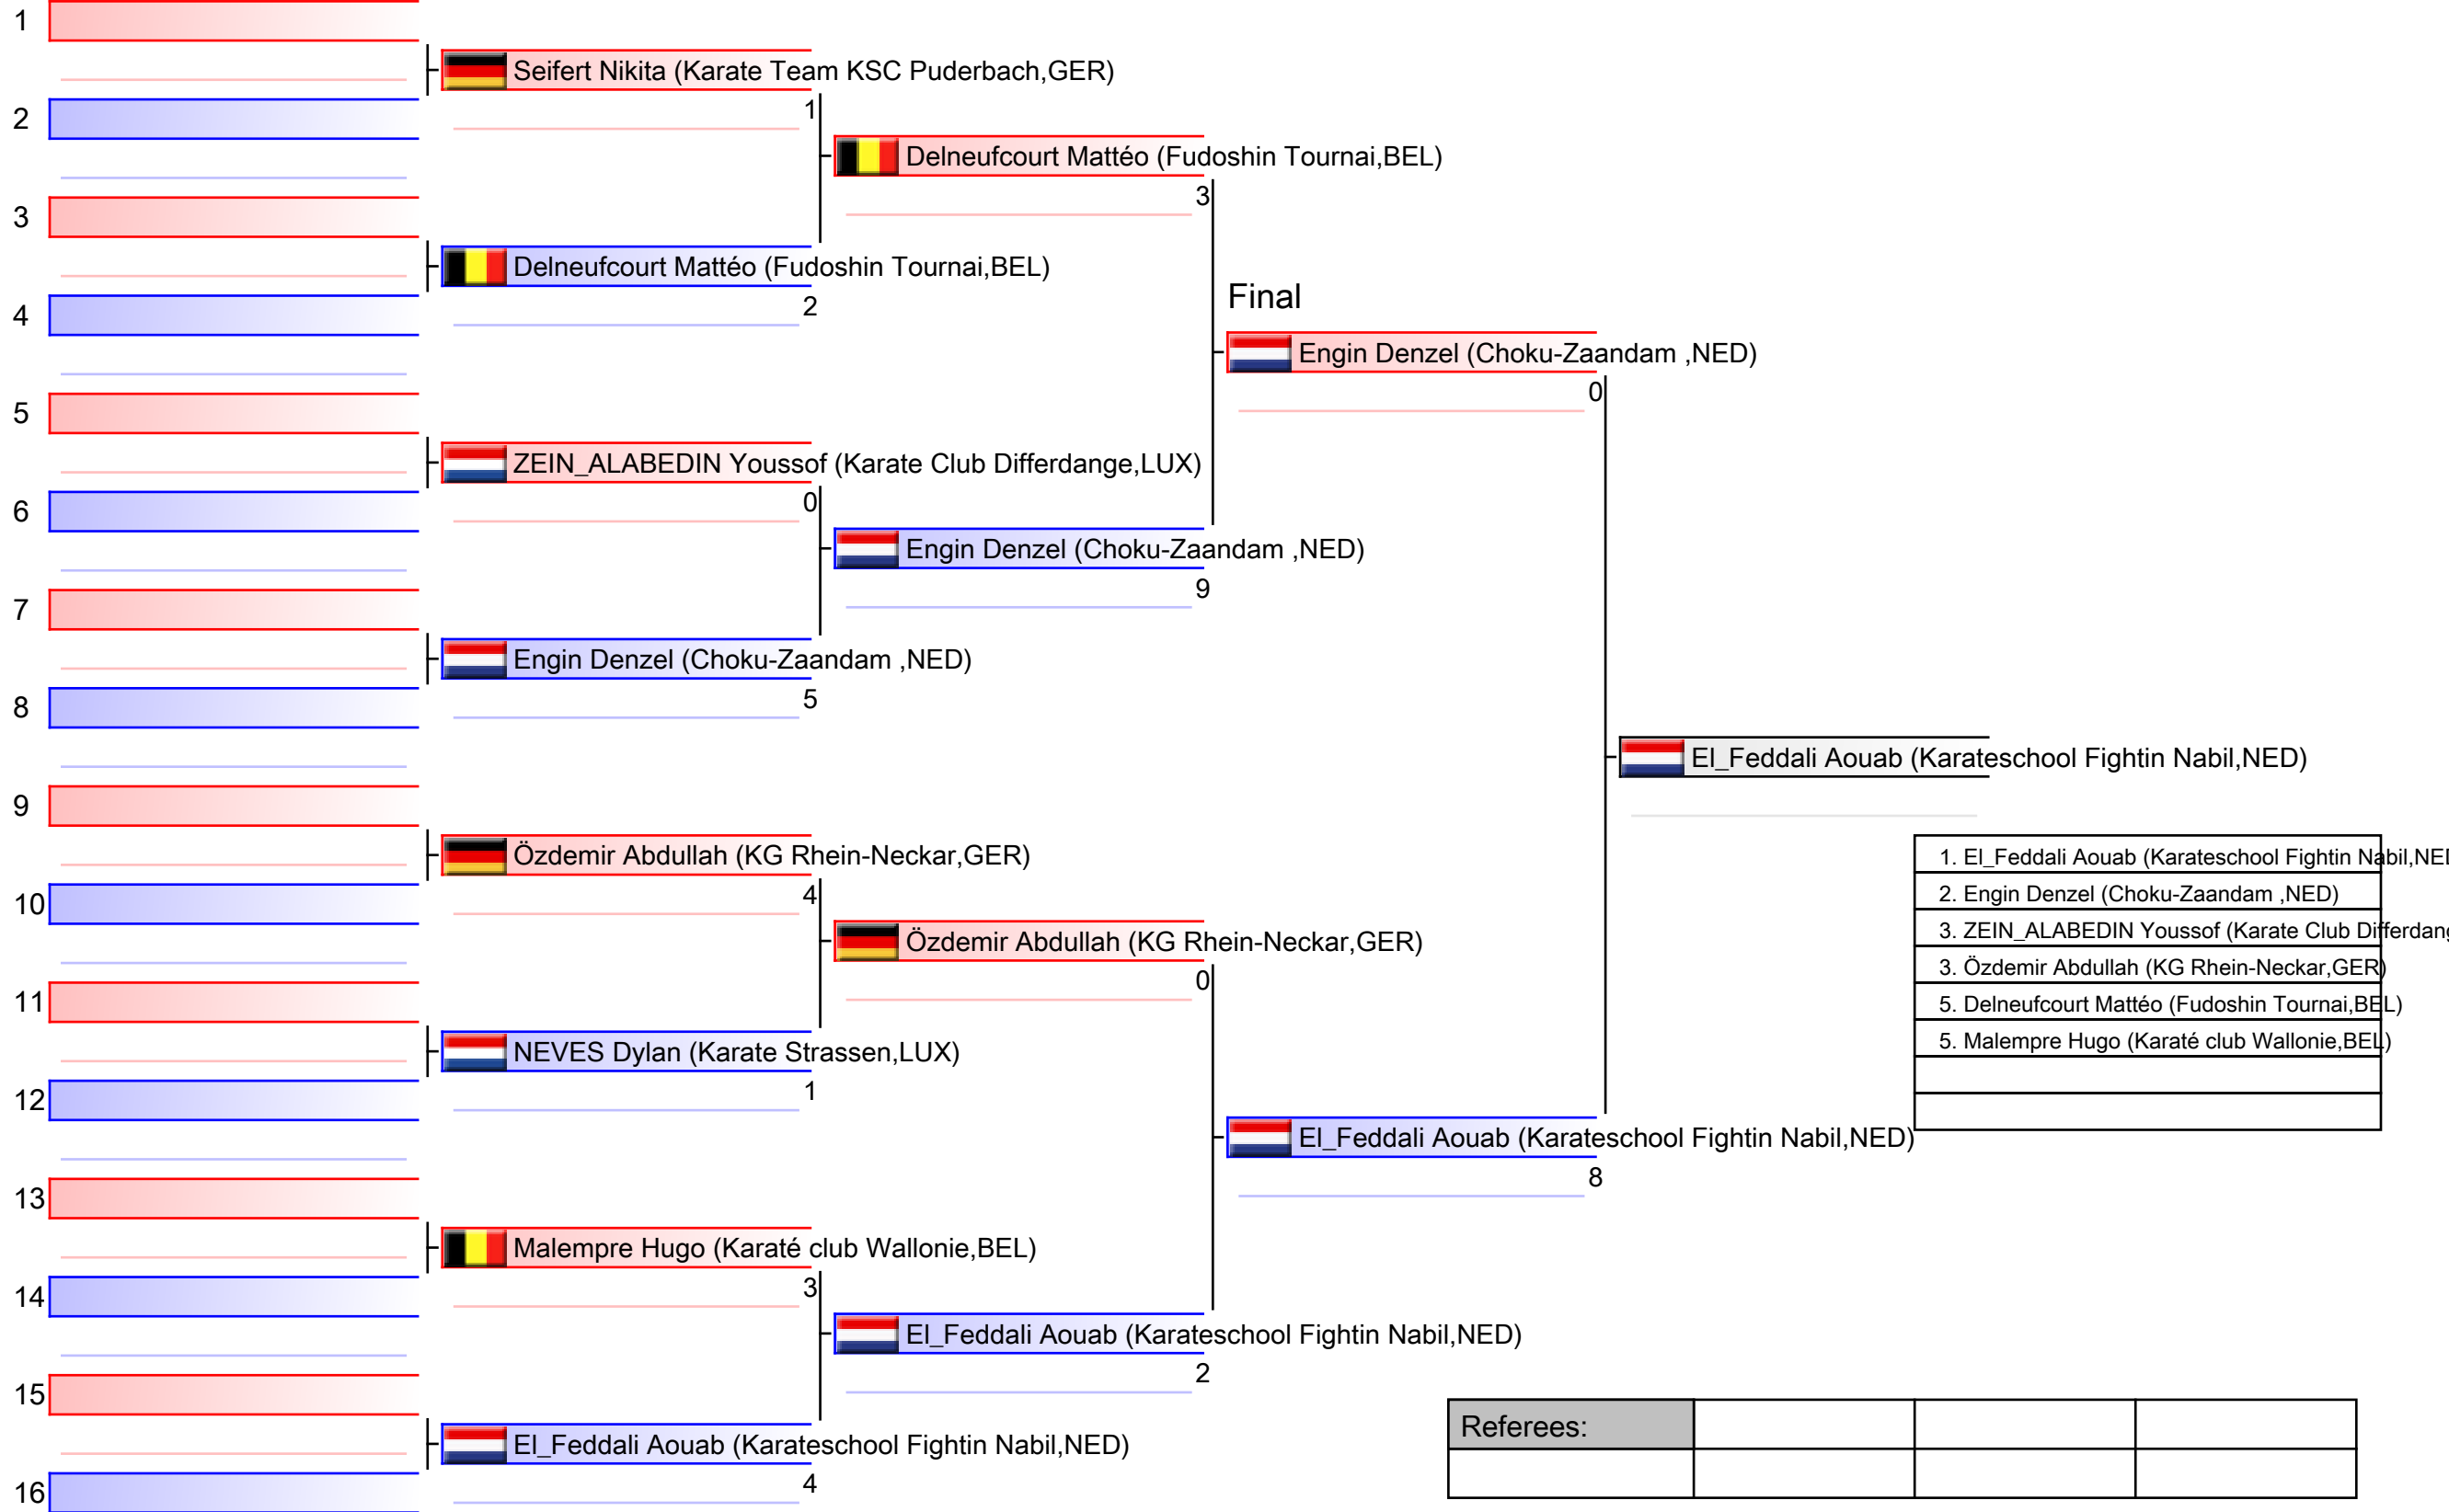 1
Seifert Nikita (Karate Team KSC Puderbach,GER)
1
2
Delneufcourt Mattéo (Fudoshin Tournai,BEL)
3
3
Delneufcourt Mattéo (Fudoshin Tournai,BEL)
2
4
Final
Engin Denzel (Choku-Zaandam ,NED)
0
5
ZEIN_ALABEDIN Youssof (Karate Club Differdange,LUX)
0
6
Engin Denzel (Choku-Zaandam ,NED)
9
7
Engin Denzel (Choku-Zaandam ,NED)
5
8
El_Feddali Aouab (Karateschool Fightin Nabil,NED)
9
Özdemir Abdullah (KG Rhein-Neckar,GER)
4
10
Özdemir Abdullah (KG Rhein-Neckar,GER)
0
11
NEVES Dylan (Karate Strassen,LUX)
1
12
El_Feddali Aouab (Karateschool Fightin Nabil,NED)
8
13
Malempre Hugo (Karaté club Wallonie,BEL)
3
14
El_Feddali Aouab (Karateschool Fightin Nabil,NED)
2
15
El_Feddali Aouab (Karateschool Fightin Nabil,NED)
4
16
1. El_Feddali Aouab (Karateschool Fightin Nabil,NE
2. Engin Denzel (Choku-Zaandam ,NED)
3. ZEIN_ALABEDIN Youssof (Karate Club Differdan
3. Özdemir Abdullah (KG Rhein-Neckar,GER)
5. Delneufcourt Mattéo (Fudoshin Tournai,BEL)
5. Malempre Hugo (Karaté club Wallonie,BEL)
Referees: